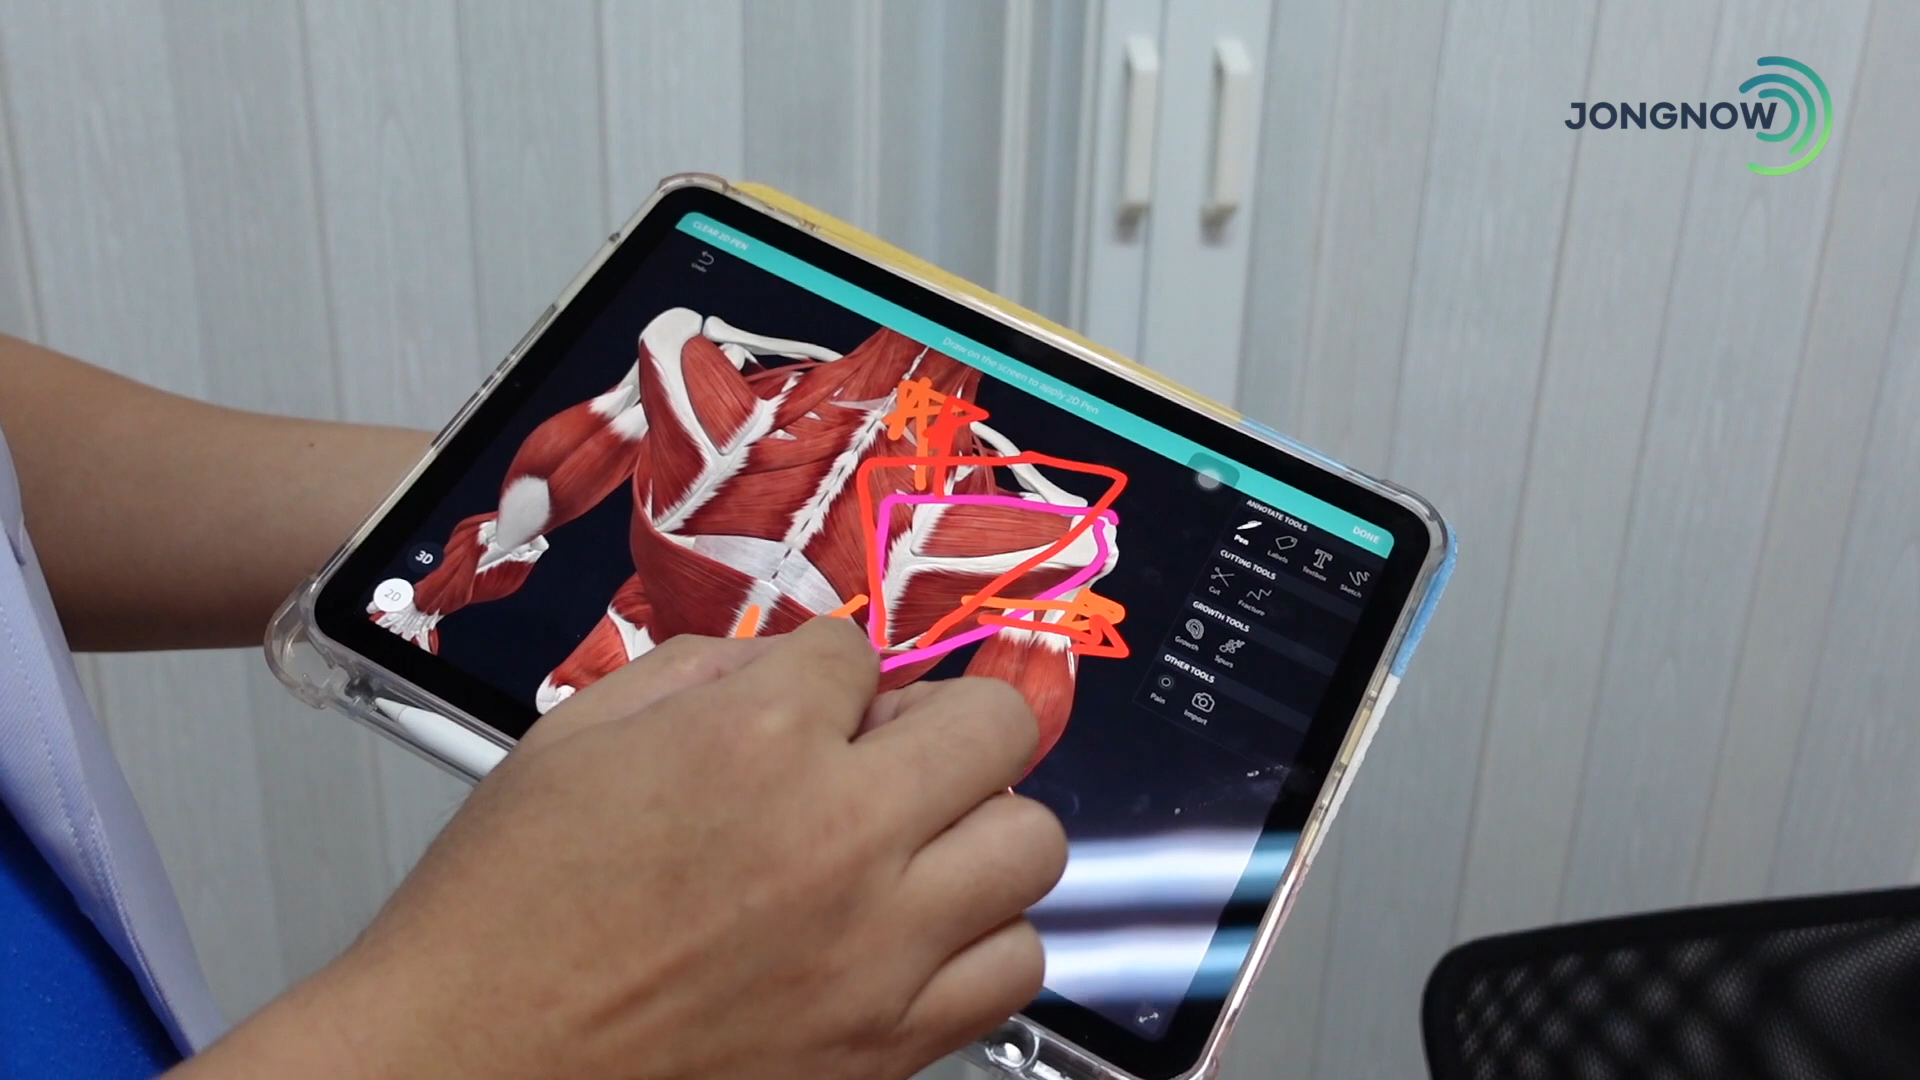 JONGNOW
CLEAR 2D PEN
Undo
Draw on the screen to apply 2D Pen
DONE
ANNOTATE TOOLS
Pen
Labels
Textbox
Sketch
CUTTING TOOLS
Cut
Fracture
GROWTH TOOLS
Growth
Spurs
OTHER TOOLS
Pain
Import
3D
2D